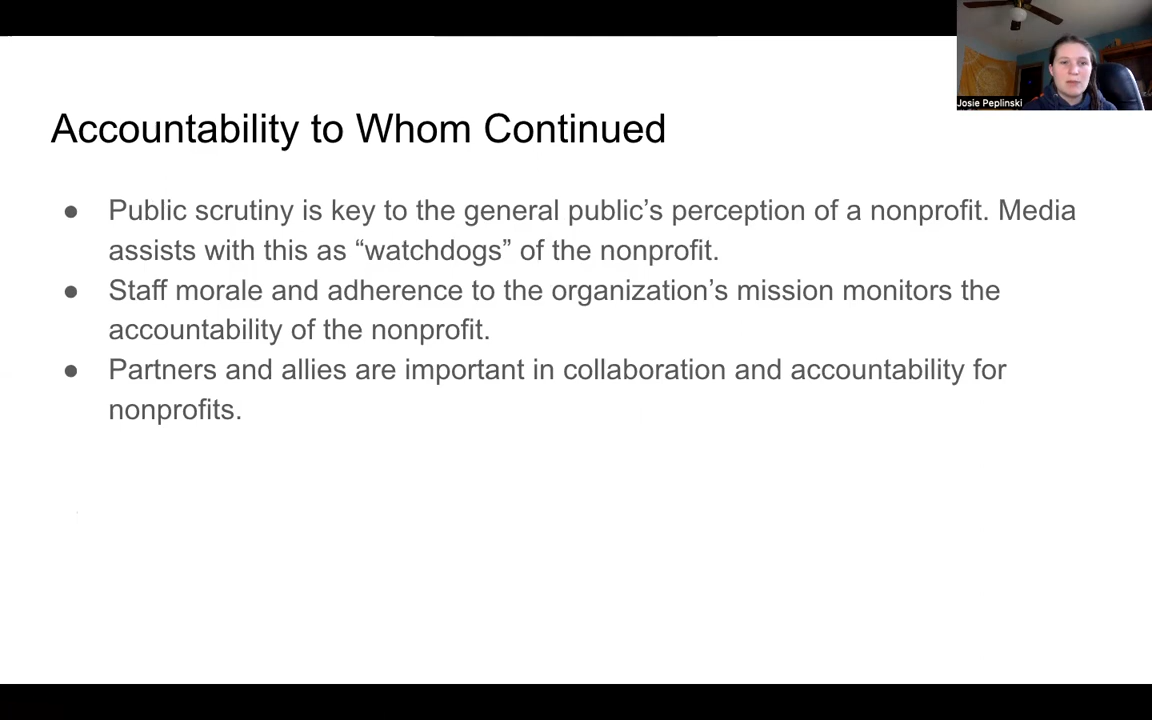 Josie Peplinski
Accountability to Whom Continued
● Public scrutiny is key to the general public’s perception of a nonprofit. Media
assists with this as “watchdogs” of the nonprofit.
● Staff morale and adherence to the organization’s mission monitors the
accountability of the nonprofit.
● Partners and allies are important in collaboration and accountability for
nonprofits.